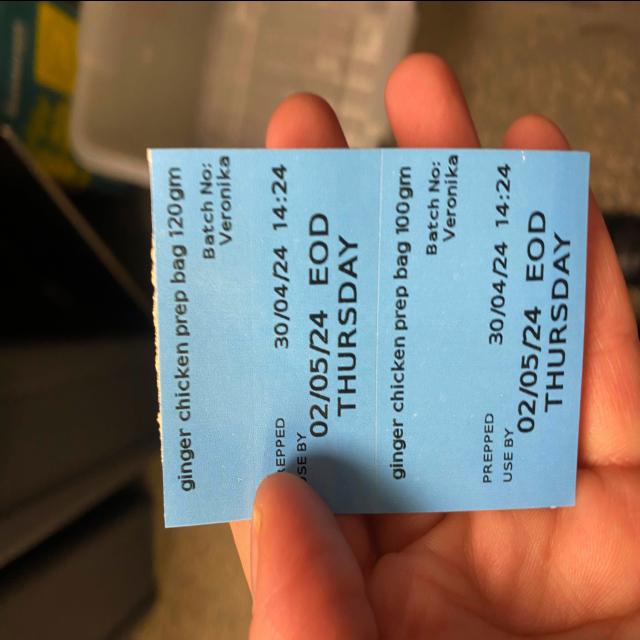 ginger chicken prep bag 120gm
Batch No:
Veronika
EPPED 30/04/24 14:24
USE BY
02/05/24 EOD
THURSDAY
ginger chicken prep bag 100gm
Batch No:
Veronika
PREPPED 30/04/24 14:24
USE BY
02/05/24 EOD
THURSDAY